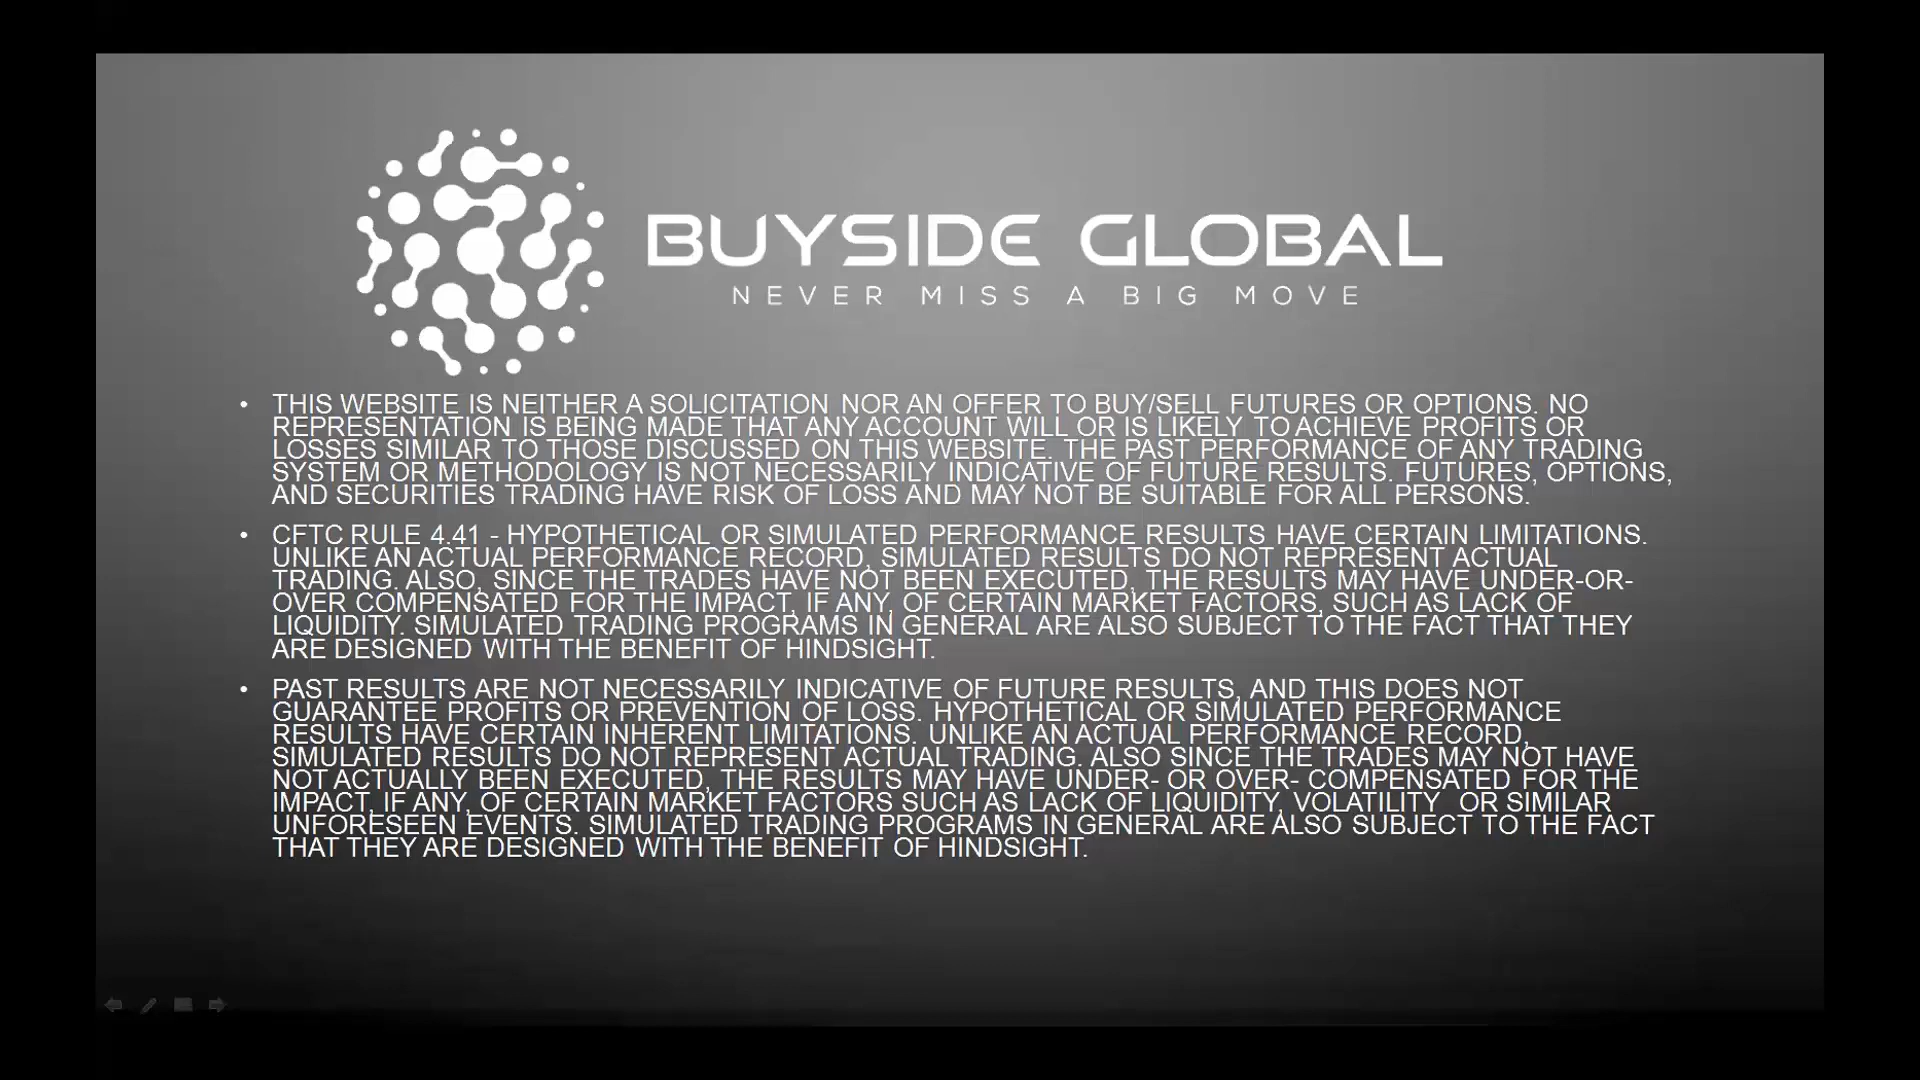 BUYSIDE GLOBAL
NEVER MISS A BIG MOVE
• THIS WEBSITE IS NEITHER A SOLICITATION NOR AN OFFER TO BUY/SELL FUTURES OR OPTIONS. NO
REPRESENTATION IS BEING MADE THAT ANY ACCOUNT WILL OR IS LIKELY TO ACHIEVE PROFITS OR
LOSSES SIMILAR TO THOSE DISCUSSED ON THIS WEBSITE. THE PAST PERFORMANCE OF ANY TRADING
SYSTEM OR METHODOLOGY IS NOT NECESSARILY INDICATIVE OF FUTURE RESULTS. FUTURES, OPTIONS,
AND SECURITIES TRADING HAVE RISK OF LOSS AND MAY NOT BE SUITABLE FOR ALL PERSONS.
• CFTC RULE 4.41 - HYPOTHETICAL OR SIMULATED PERFORMANCE RESULTS HAVE CERTAIN LIMITATIONS.
UNLIKE AN ACTUAL PERFORMANCE RECORD, SIMULATED RESULTS DO NOT REPRESENT ACTUAL
TRADING. ALSO, SINCE THE TRADES HAVE NOT BEEN EXECUTED, THE RESULTS MAY HAVE UNDER-OR-
OVER COMPENSATED FOR THE IMPACT, IF ANY, OF CERTAIN MARKET FACTORS, SUCH AS LACK OF
LIQUIDITY. SIMULATED TRADING PROGRAMS IN GENERAL ARE ALSO SUBJECT TO THE FACT THAT THEY
ARE DESIGNED WITH THE BENEFIT OF HINDSIGHT.
• PAST RESULTS ARE NOT NECESSARILY INDICATIVE OF FUTURE RESULTS, AND THIS DOES NOT
GUARANTEE PROFITS OR PREVENTION OF LOSS. HYPOTHETICAL OR SIMULATED PERFORMANCE
RESULTS HAVE CERTAIN INHERENT LIMITATIONS. UNLIKE AN ACTUAL PERFORMANCE RECORD,
SIMULATED RESULTS DO NOT REPRESENT ACTUAL TRADING. ALSO SINCE THE TRADES MAY NOT HAVE
NOT ACTUALLY BEEN EXECUTED, THE RESULTS MAY HAVE UNDER- OR OVER- COMPENSATED FOR THE
IMPACT, IF ANY, OF CERTAIN MARKET FACTORS SUCH AS LACK OF LIQUIDITY, VOLATILITY OR SIMILAR
UNFORESEEN EVENTS. SIMULATED TRADING PROGRAMS IN GENERAL ARE ALSO SUBJECT TO THE FACT
THAT THEY ARE DESIGNED WITH THE BENEFIT OF HINDSIGHT.